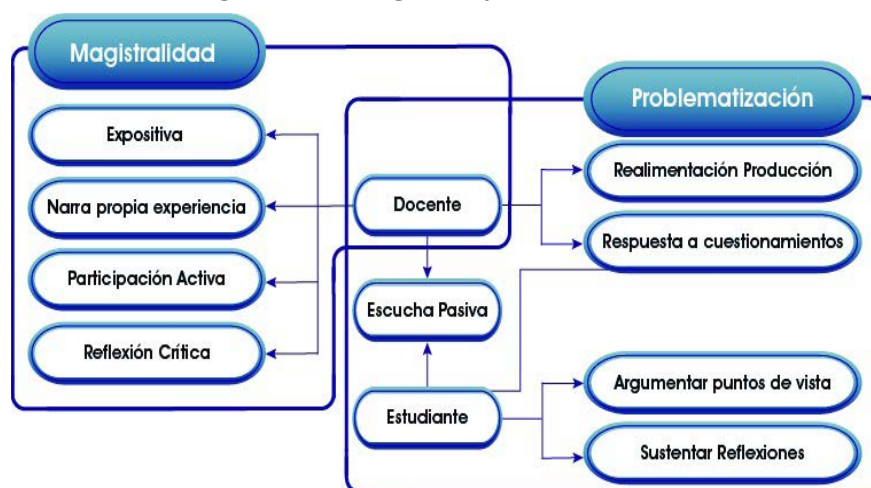 Magistralidad
Problematización
Expositiva
Realimentación Producción
Narra propia experiencia
Docente
Respuesta a cuestionamientos
Participación Activa
Escucha Pasiva
Reflexión Crítica
Argumentar puntos de vista
Estudiante
Sustentar Reflexiones